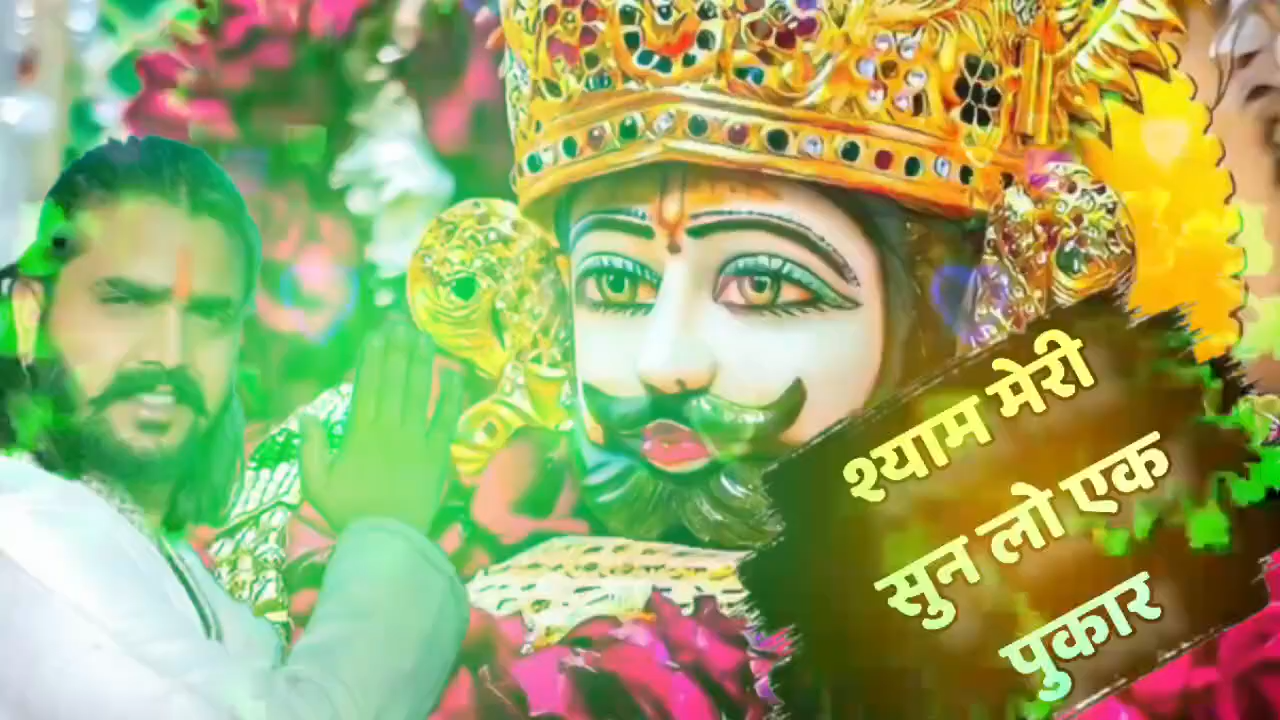 श्याम मेरी
सुन लो एक
पुकार